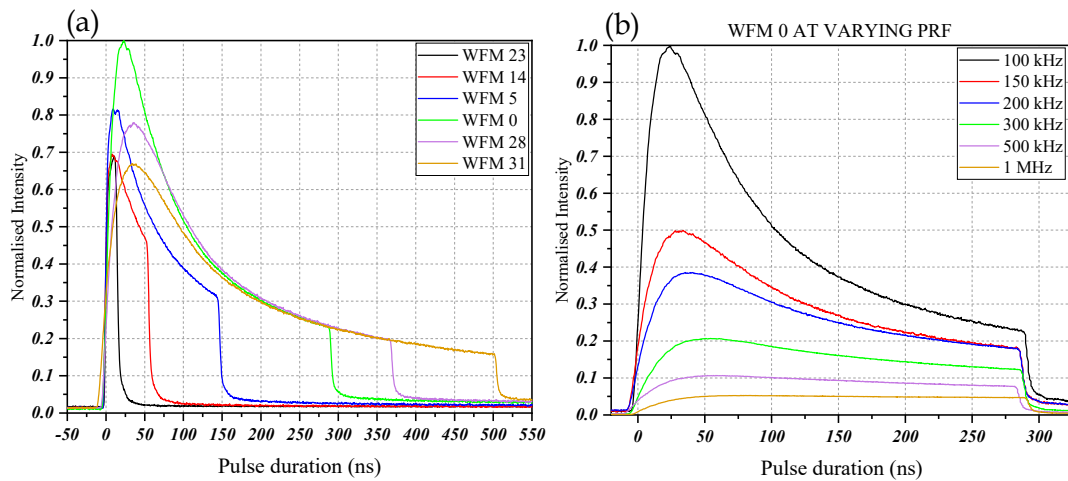 (a)
1.0
0.9
0.8
0.7
0.6
0.5
0.4
0.3
0.2
0.1
0.0
Normalised Intensity
-50 0 50 100 150 200 250 300 350 400 450 500 550
Pulse duration (ns)
WFM 23
WFM 14
WFM 5
WFM 0
WFM 28
WFM 31
(b)
WFM 0 AT VARYING PRF
1.0
0.9
0.8
0.7
0.6
0.5
0.4
0.3
0.2
0.1
0.0
Normalised Intensity
0 50 100 150 200 250 300
Pulse duration (ns)
100 kHz
150 kHz
200 kHz
300 kHz
500 kHz
1 MHz